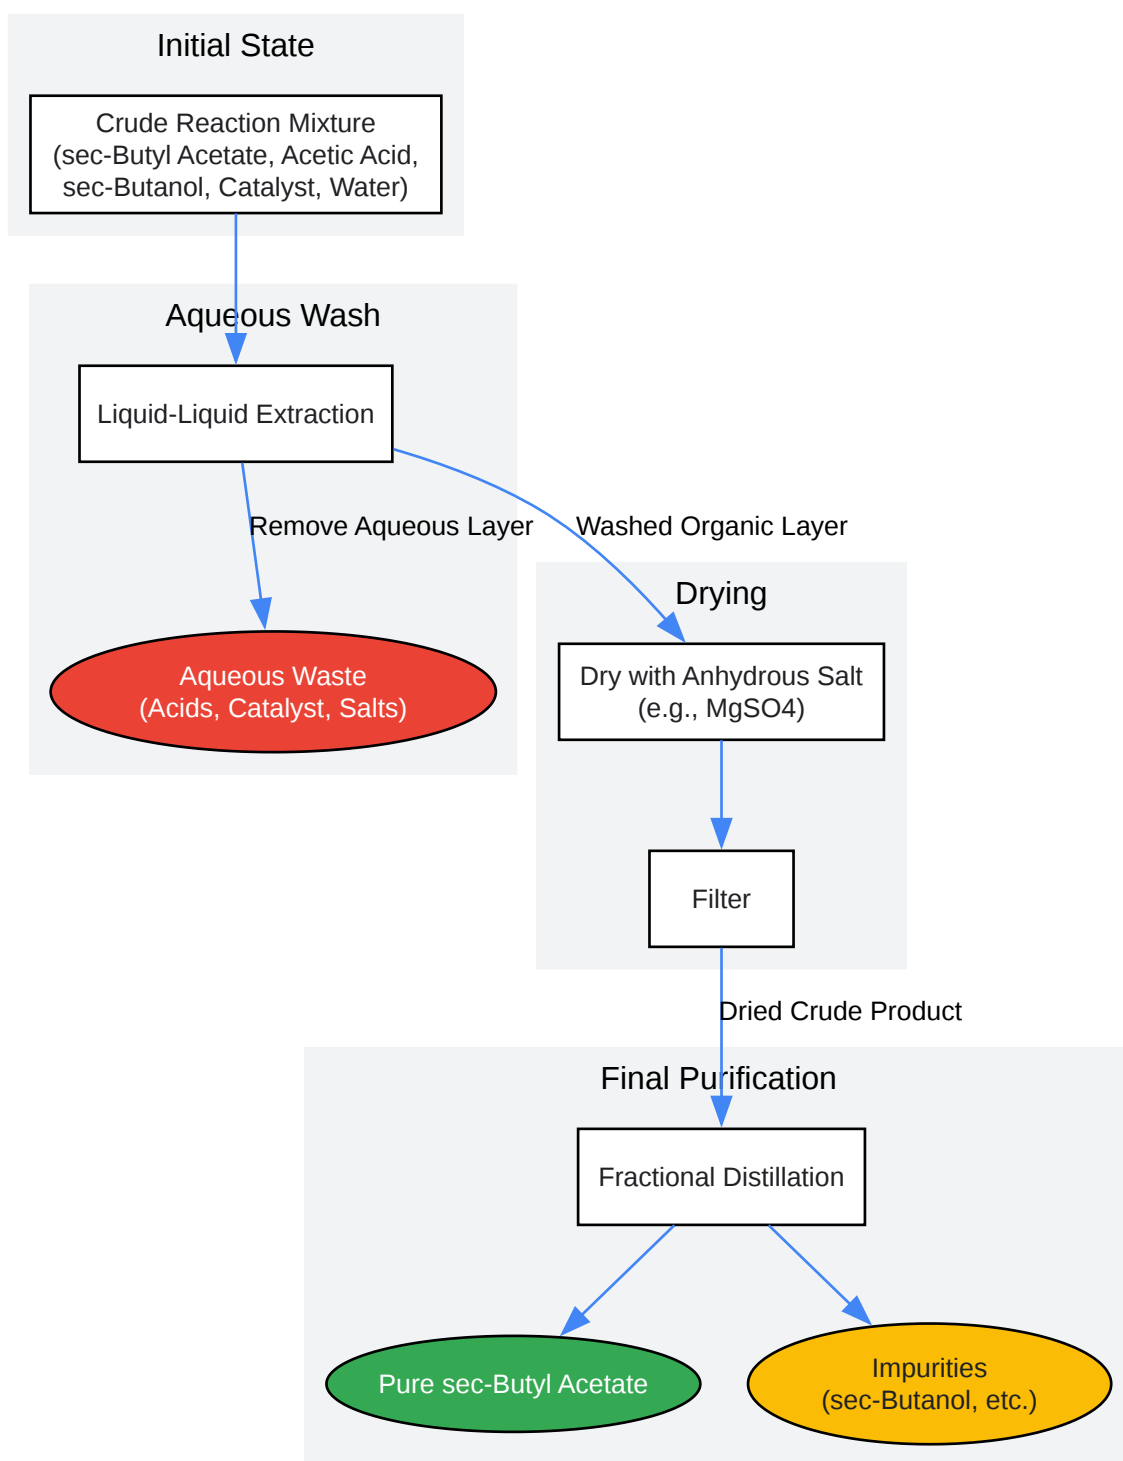 Initial State
Crude Reaction Mixture
(sec-Butyl Acetate, Acetic Acid,
sec-Butanol, Catalyst, Water)
Aqueous Wash
Liquid-Liquid Extraction
Remove Aqueous Layer
Washed Organic Layer
Aqueous Waste
(Acids, Catalyst, Salts)
Drying
Dry with Anhydrous Salt
(e.g., MgSO4)
Filter
Dried Crude Product
Final Purification
Fractional Distillation
Pure sec-Butyl Acetate
Impurities
(sec-Butanol, etc.)